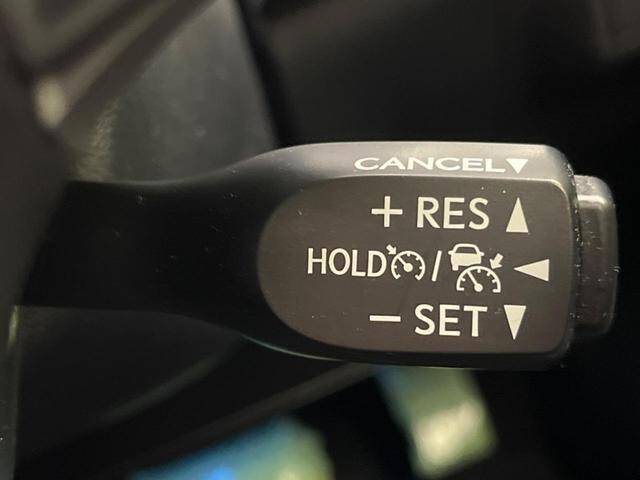 CANCEL▼
+ RES ▲
HOLD / ◀
− SET ▼